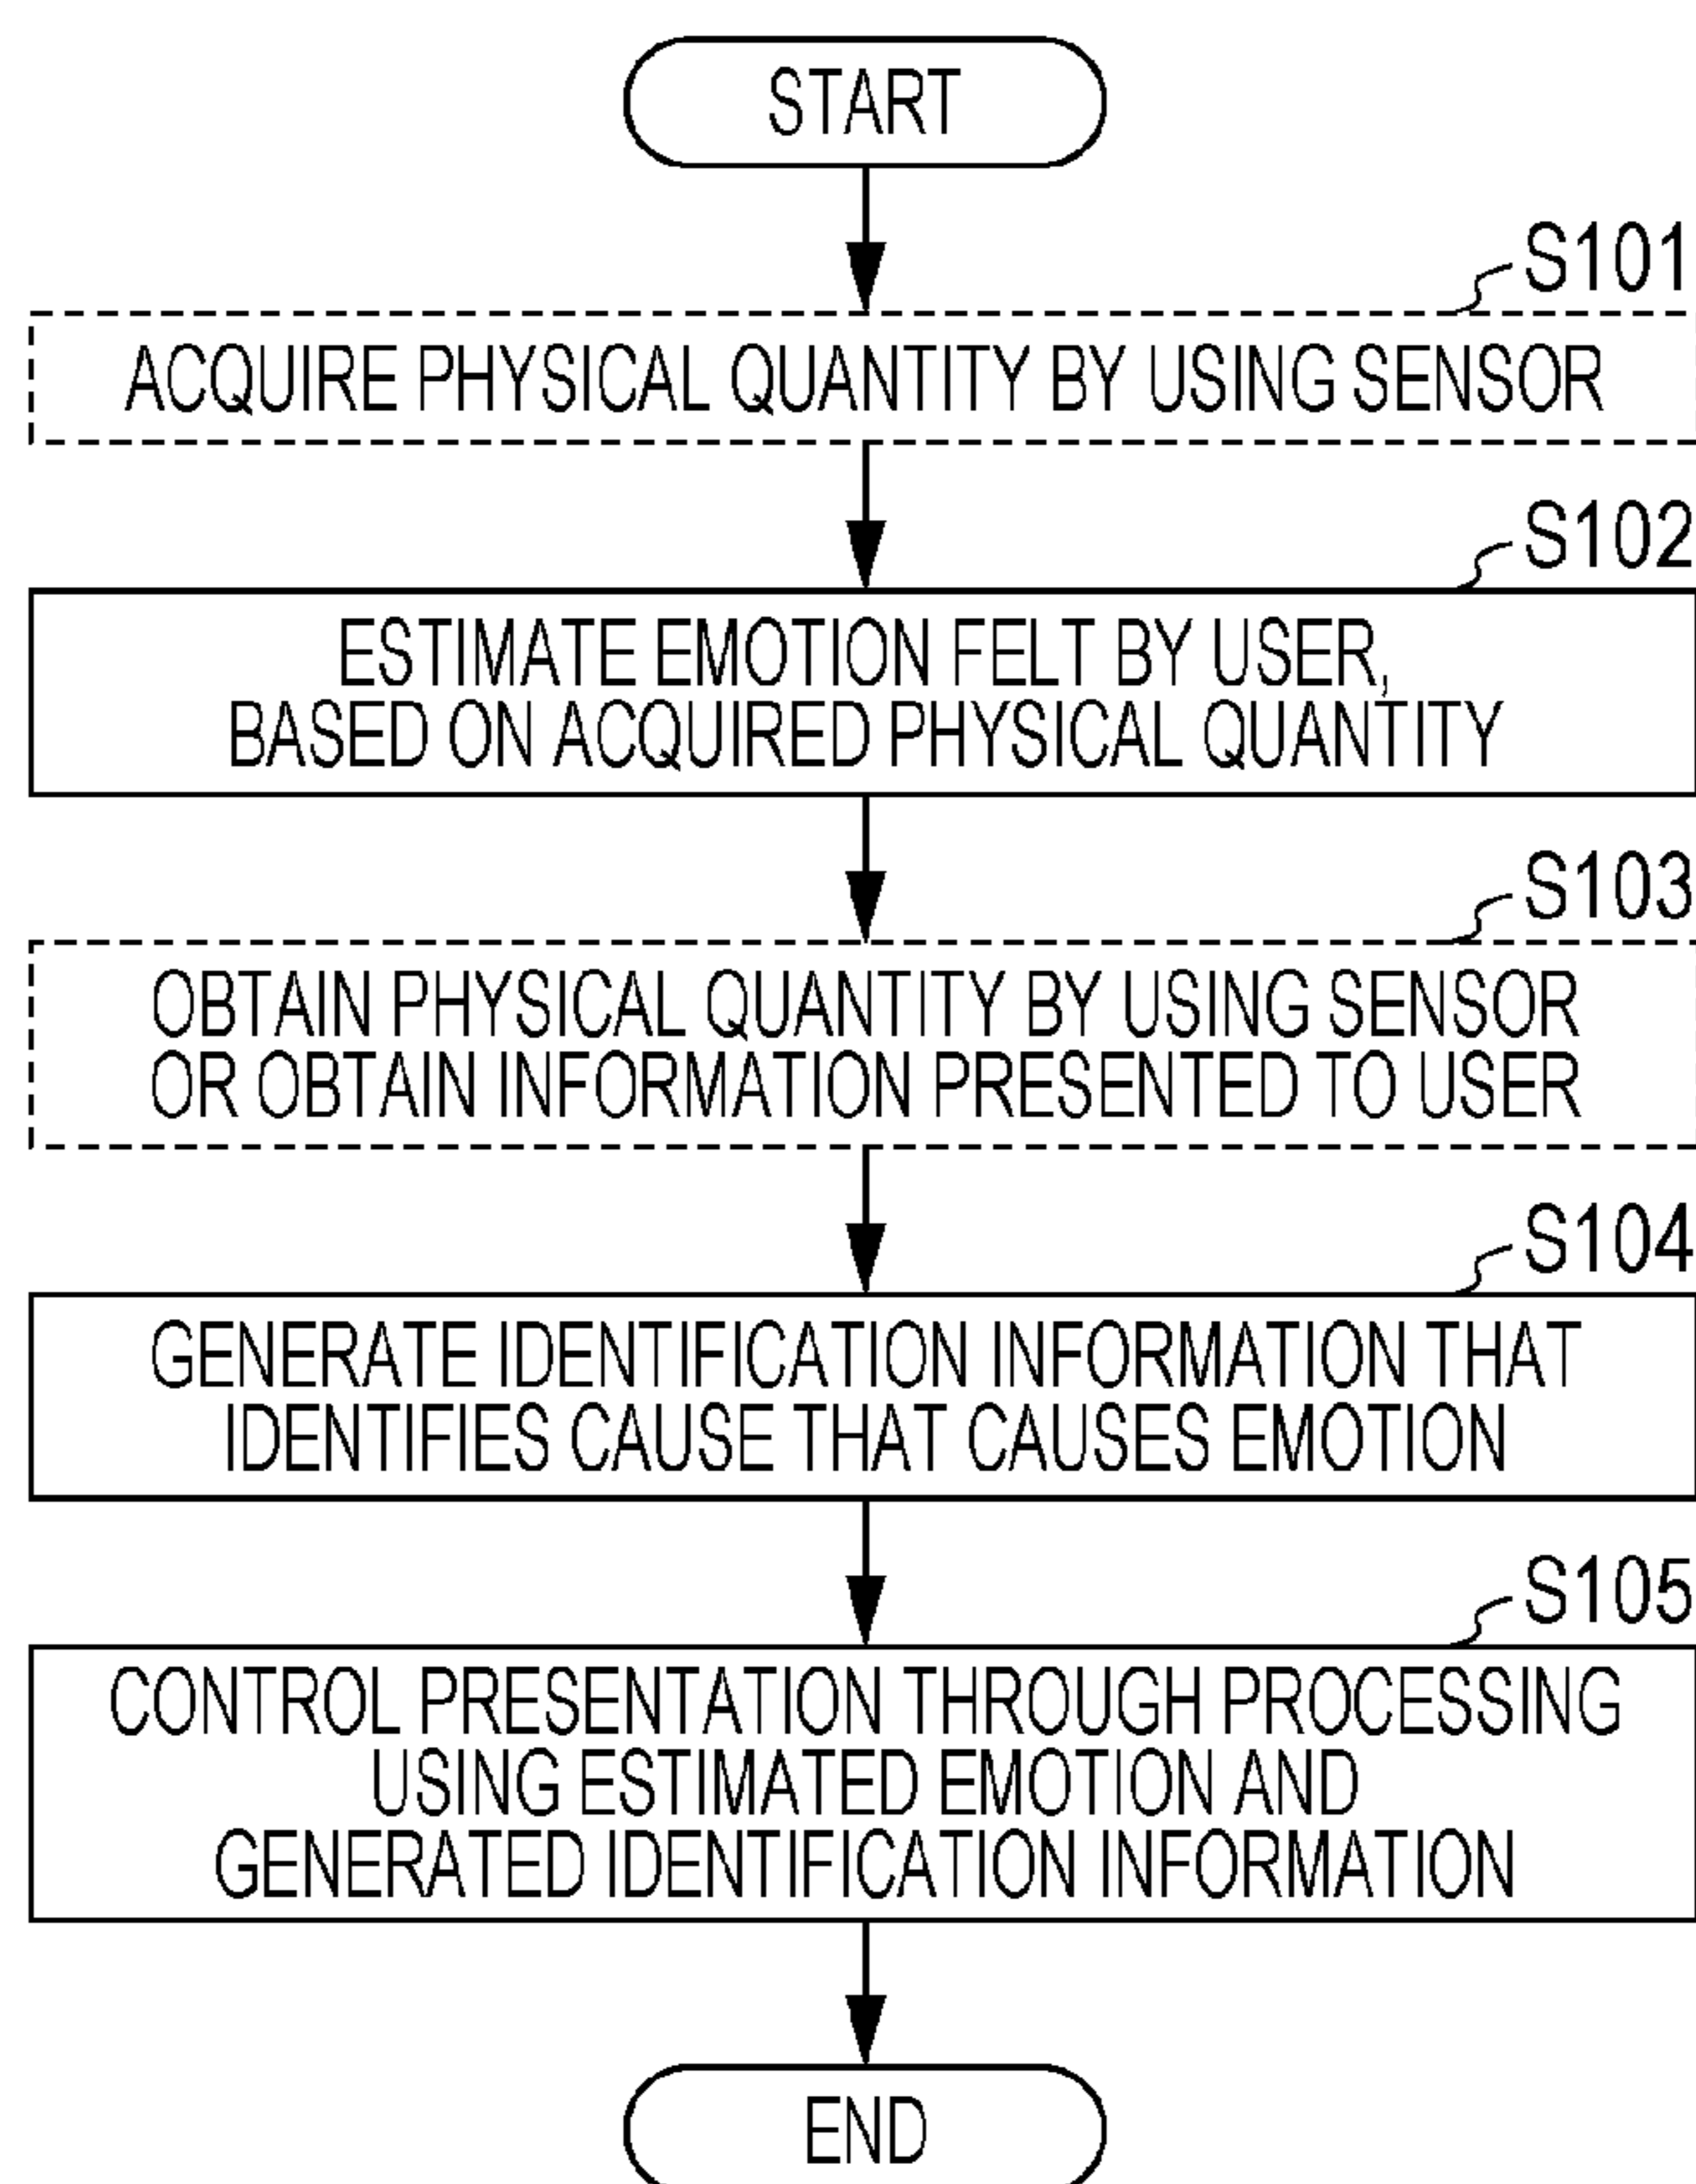 START
S101
ACQUIRE PHYSICAL QUANTITY BY USING SENSOR
S102
ESTIMATE EMOTION FELT BY USER,
BASED ON ACQUIRED PHYSICAL QUANTITY
S103
OBTAIN PHYSICAL QUANTITY BY USING SENSOR
OR OBTAIN INFORMATION PRESENTED TO USER
S104
GENERATE IDENTIFICATION INFORMATION THAT
IDENTIFIES CAUSE THAT CAUSES EMOTION
S105
CONTROL PRESENTATION THROUGH PROCESSING
USING ESTIMATED EMOTION AND
GENERATED IDENTIFICATION INFORMATION
END